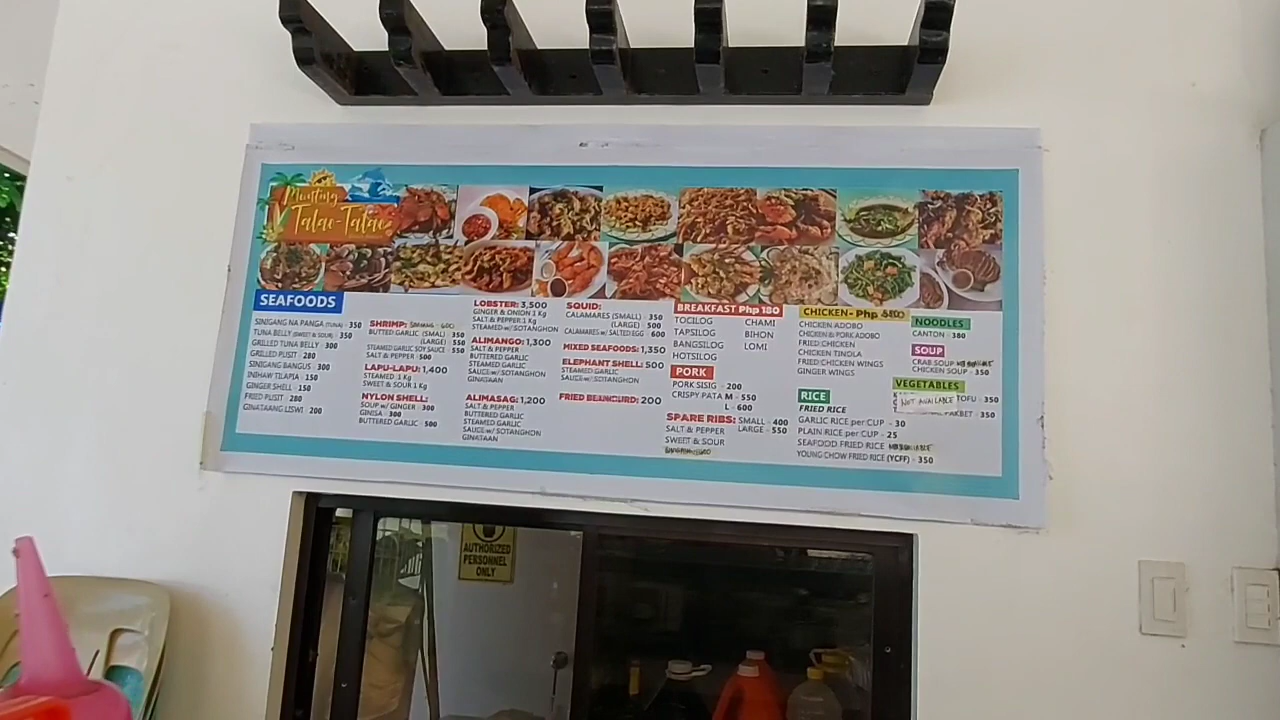 Munting
Talao-Talao
SEAFOODS
SINIGANG NA PANGA (TUNA) - 350
TUNA BELLY (SWEET & SOUR) - 350
GRILLED TUNA BELLY - 300
GRILLED PUSIT 280
SINIGANG BANGUS 300
INIHAW TILAPIA - 150
GINGER SHELL - 150
FRIED PUSIT - 280
GINATAANG LISWI - 200
SHRIMP:
BUTTED GARLIC (SMALL) - 350
(LARGE) - 550
STEAMED GARLIC SOY SAUCE - 550
SALT & PEPPER - 500
LAPU-LAPU: 1,400
STEAMED 1 Kg
SWEET & SOUR 1 Kg
NYLON SHELL:
SOUP w/ GINGER - 300
GINISA - 300
BUTTERED GARLIC - 500
LOBSTER: 3,500
GINGER & ONION 1 Kg
SALT & PEPPER 1 Kg
STEAMED w/ SOTANGHON
ALIMANGO: 1,300
SALT & PEPPER
BUTTERED GARLIC
STEAMED GARLIC
SAUCE w/ SOTANGHON
GINATAAN
ALIMASAG: 1,200
SALT & PEPPER
BUTTERED GARLIC
STEAMED GARLIC
SAUCE w/ SOTANGHON
GINATAAN
SQUID:
CALAMARES (SMALL) - 350
(LARGE) - 500
CALAMARES w/ SALTED EGG - 600
MIXED SEAFOODS: 1,350
ELEPHANT SHELL: 500
STEAMED GARLIC
SAUCE w/ SOTANGHON
FRIED BEANCURD: 200
BREAKFAST Php 180
TOCILOG
TAPSILOG
BANGSILOG
HOTSILOG
CHAMI
BIHON
LOMI
PORK
PORK SISIG - 200
CRISPY PATA M - 550
L - 600
SPARE RIBS: SMALL - 400
LARGE - 550
SALT & PEPPER
SWEET & SOUR
CHICKEN- Php
CHICKEN ADOBO
CHICKEN & PORK ADOBO
FRIED CHICKEN
CHICKEN TINOLA
FRIED CHICKEN WINGS
GINGER WINGS
RICE
FRIED RICE
GARLIC RICE per CUP - 30
PLAIN RICE per CUP - 25
SEAFOOD FRIED RICE
YOUNG CHOW FRIED RICE (YCFF) - 350
NOODLES
CANTON - 380
SOUP
CRAB SOUP
CHICKEN SOUP - 350
VEGETABLES
TOFU - 350
NOT AVAILABLE
PAKBET - 350
AUTHORIZED
PERSONNEL
ONLY